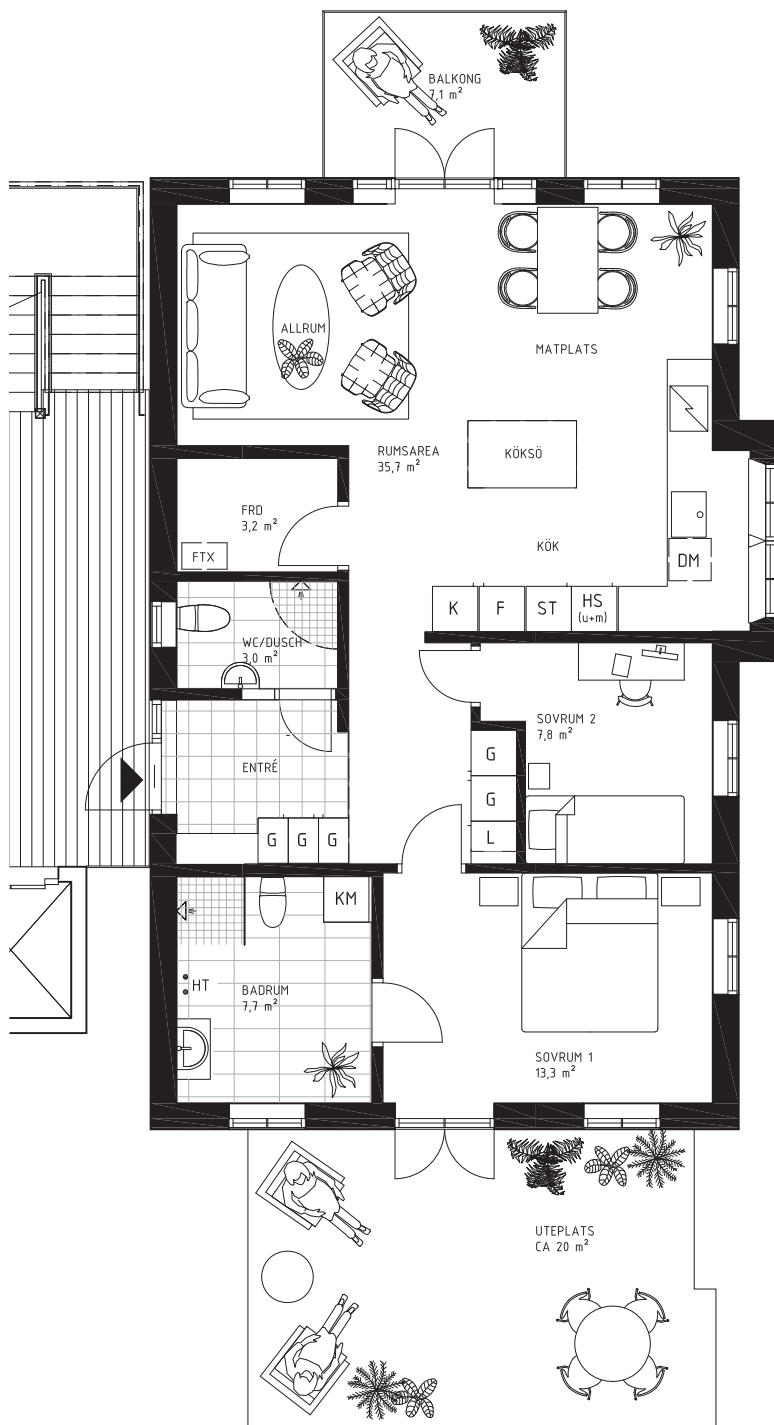 BALKONG
7,1 m²
ALLRUM
MATPLATS
RUMSAREA
35,7 m²
KÖKSÖ
FRD
3,2 m²
FTX
KÖK
DM
K
F
ST
HS
(u+m)
WC/DUSCH
3,0 m²
SOVRUM 2
7,8 m²
ENTRÉ
G
G
L
G
G
G
KM
HT
BADRUM
7,7 m²
SOVRUM 1
13,3 m²
UTEPLATS
CA 20 m²